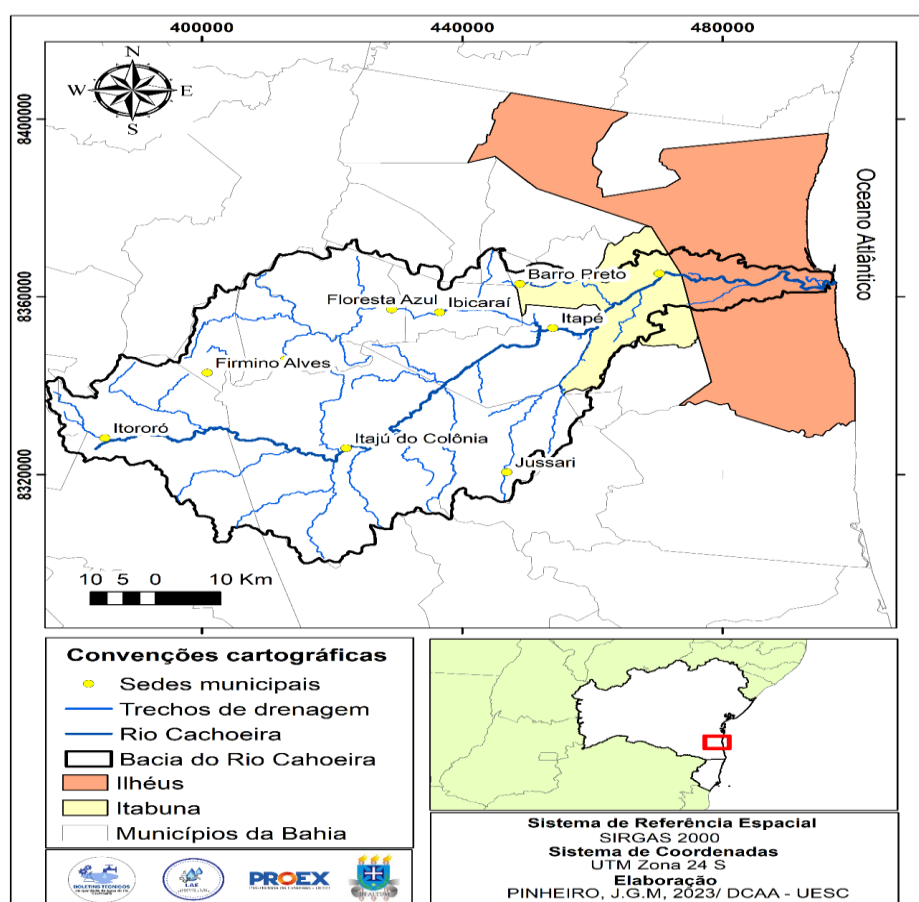 400000 440000 480000
N
W E
S
8400000
8360000
8320000
Oceano Atlântico
Barro Preto
Floresta Azul Ibicaraí
Itapé
Firmino Alves
Itororó
Itajú do Colônia
Jussari
10 5 0 10 Km
Convenções cartográficas
Sedes municipais
Trechos de drenagem
Rio Cachoeira
Bacia do Rio Cahoeira
Ilhéus
Itabuna
Municípios da Bahia
Sistema de Referência Espacial
SIRGAS 2000
Sistema de Coordenadas
UTM Zona 24 S
Elaboração
PINHEIRO, J.G.M, 2023/ DCAA - UESC
BOLETINS TÉCNICOS
LAE
PROEX